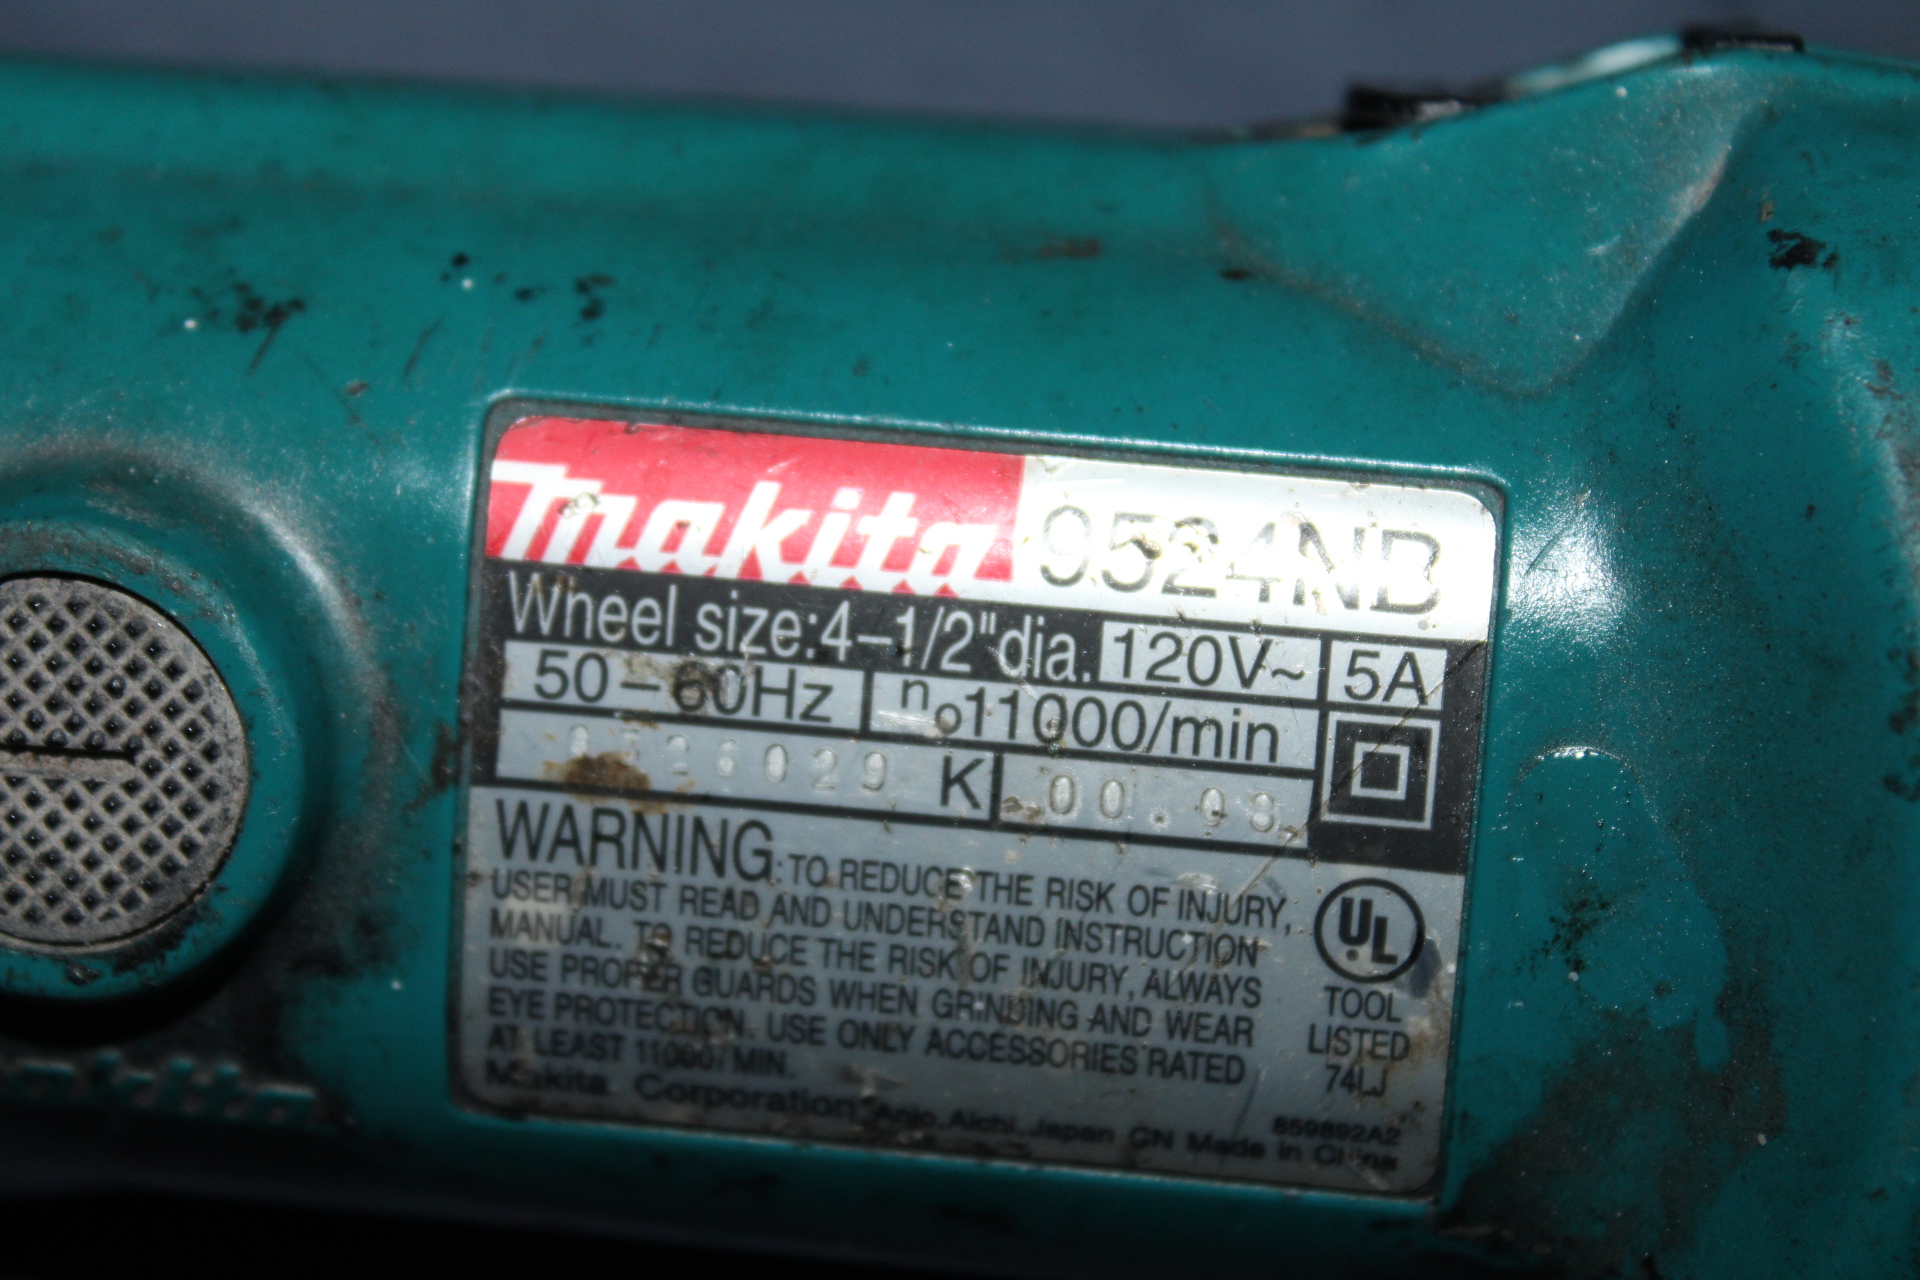 makita 9524NB
Wheel size:4-1/2"dia. 120V~ 5A
50-60Hz no11000/min
26029 K 00.
WARNING: TO REDUCE THE RISK OF INJURY,
USER MUST READ AND UNDERSTAND INSTRUCTION
MANUAL. TO REDUCE THE RISK OF INJURY, ALWAYS
USE PROPER GUARDS WHEN GRINDING AND WEAR
EYE PROTECTION. USE ONLY ACCESSORIES RATED
AT LEAST 11000/MIN.
UL
TOOL
LISTED
74LJ
859892A2
Makita Corporation Anjo, Aichi, Japan CN Made in China
makita